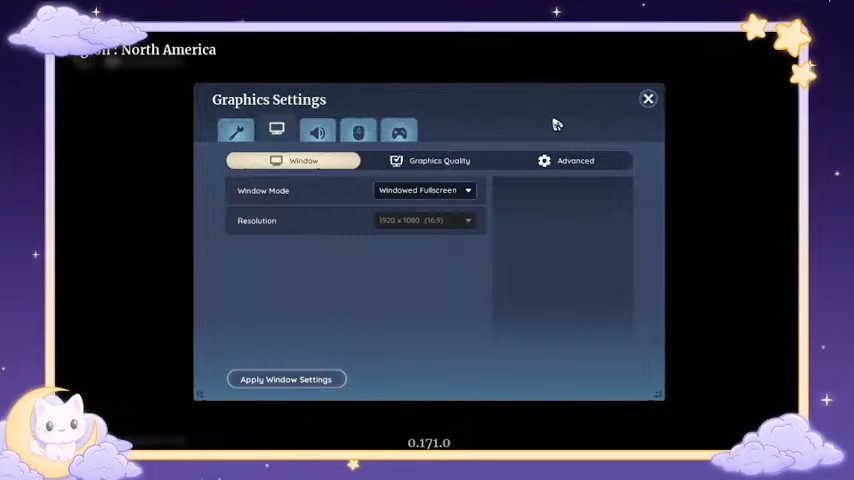 : North America
Graphics Settings
Window
Graphics Quality
Advanced
Window Mode
Windowed Fullscreen
Resolution
1920 x 1080 (16:9)
Apply Window Settings
0.171.0